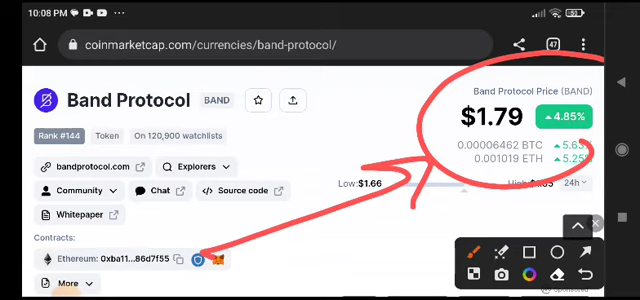 10:08 PM
51
coinmarketcap.com/currencies/band-protocol/
47
Band Protocol BAND
Band Protocol Price (BAND)
$1.79 4.85%
Rank #144 Token On 120,900 watchlists
0.00006462 BTC 5.63%
0.001019 ETH 5.25%
bandprotocol.com Explorers
Community Chat Source code
Low:$1.66 24h
Whitepaper
Contracts:
Ethereum: 0xba11...86d7f55
More
Sponsored